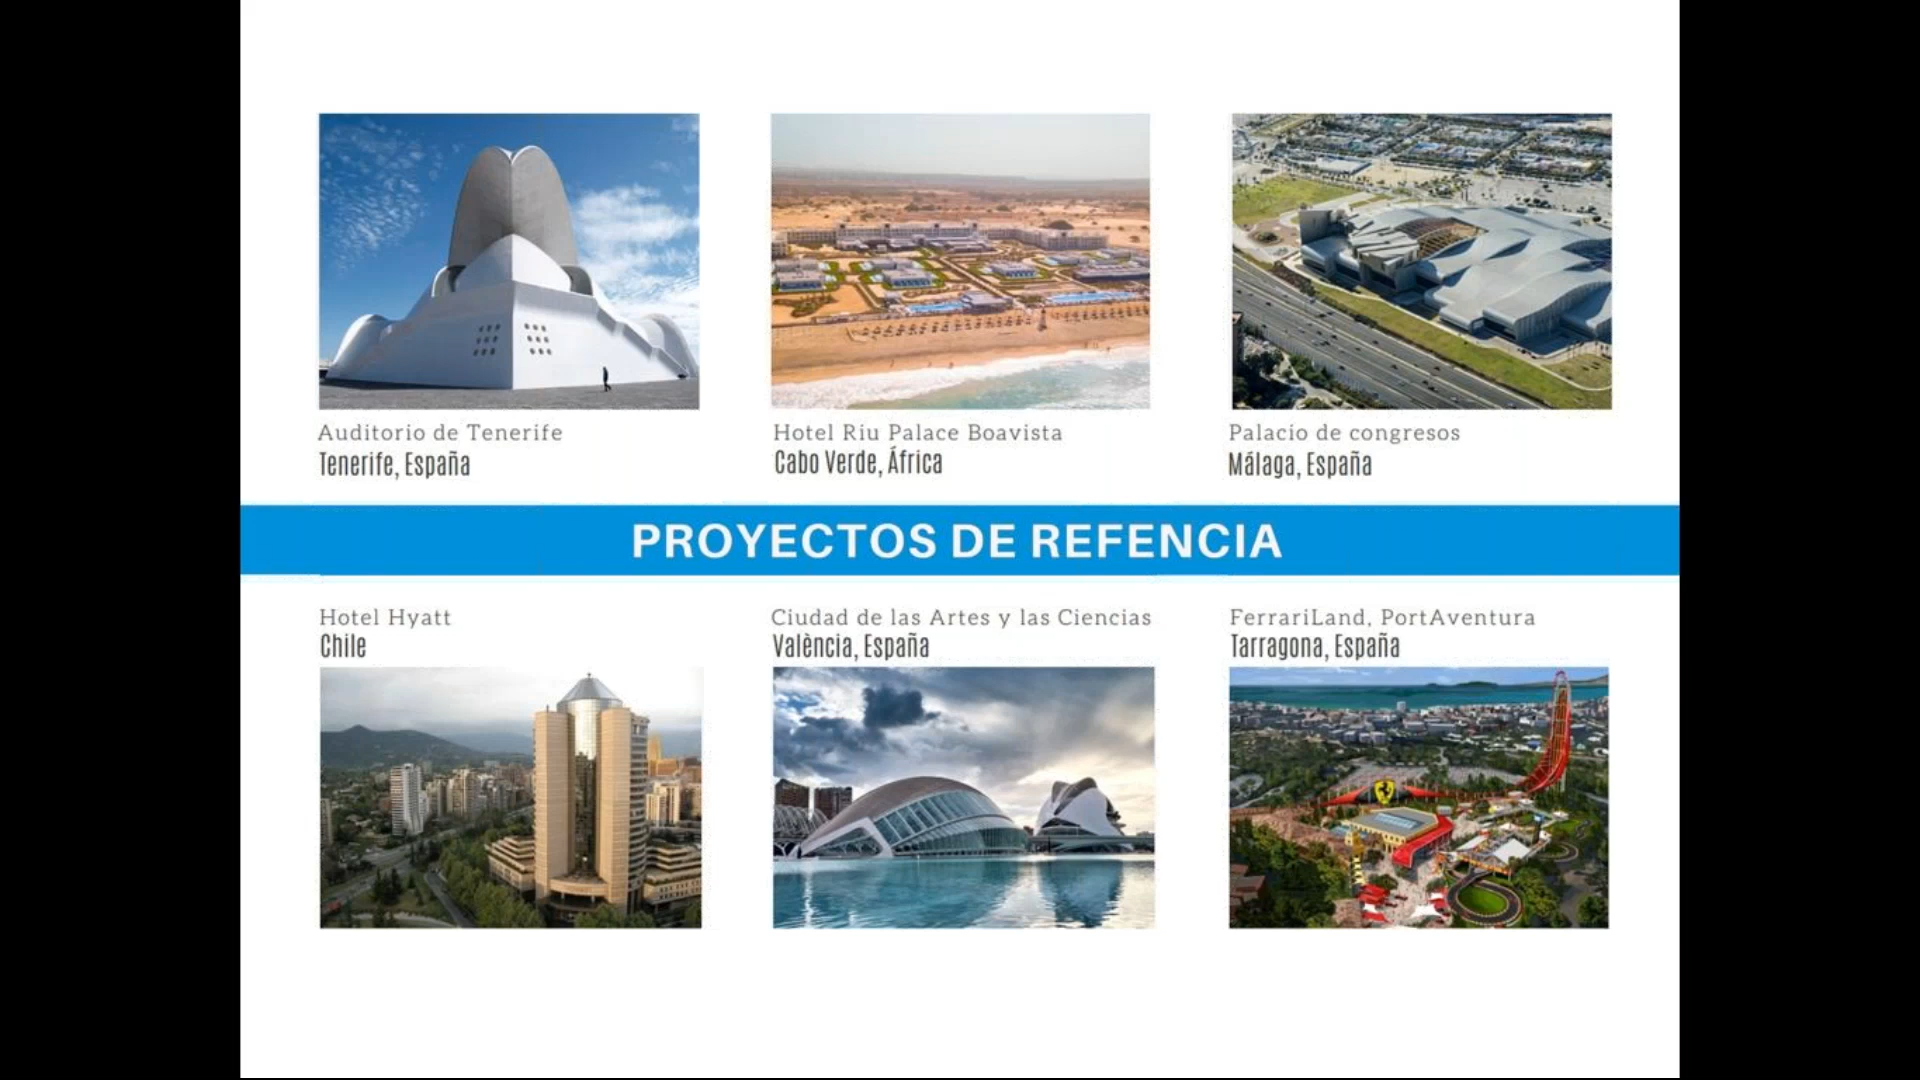 Auditorio de Tenerife
Tenerife, España
Hotel Riu Palace Boavista
Cabo Verde, África
Palacio de congresos
Málaga, España
PROYECTOS DE REFENCIA
Hotel Hyatt
Chile
Ciudad de las Artes y las Ciencias
València, España
FerrariLand, PortAventura
Tarragona, España